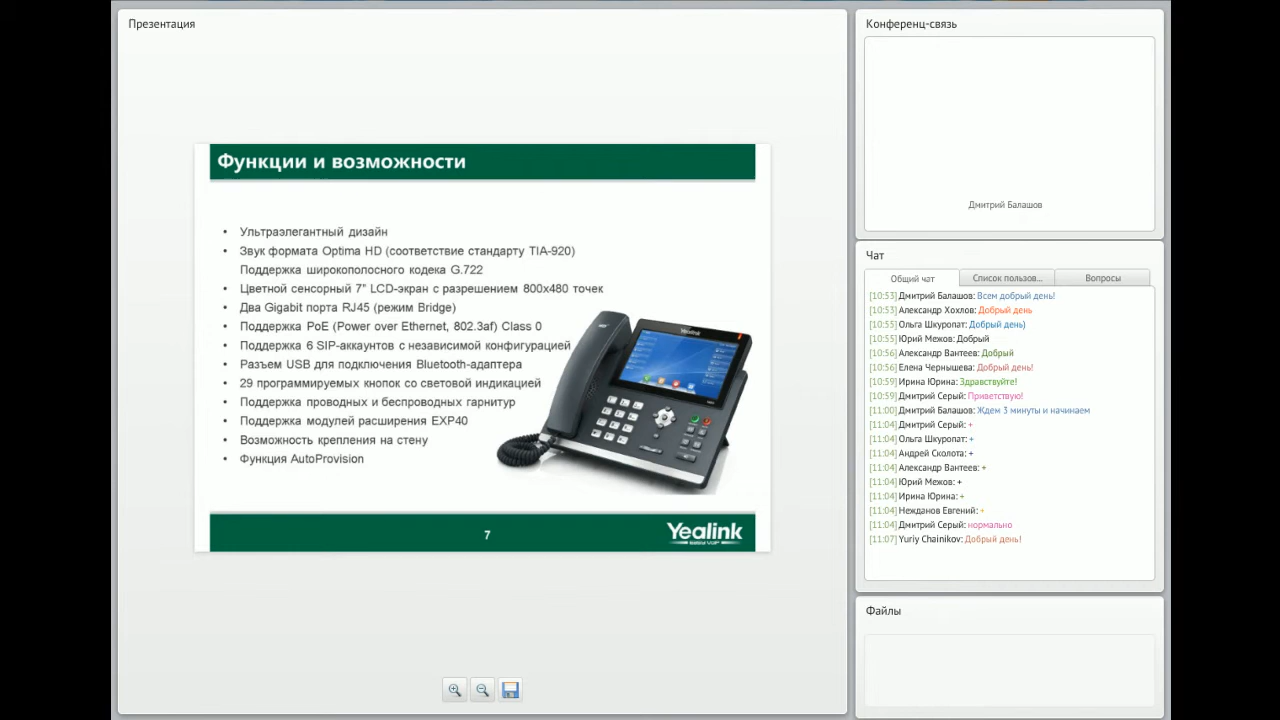 Презентация
Функции и возможности
• Ультраэлегантный дизайн
• Звук формата Optima HD (соответствие стандарту TIA-920)
Поддержка широкополосного кодека G.722
• Цветной сенсорный 7" LCD-экран с разрешением 800x480 точек
• Два Gigabit порта RJ45 (режим Bridge)
• Поддержка PoE (Power over Ethernet, 802.3af) Class 0
• Поддержка 6 SIP-аккаунтов с независимой конфигурацией
• Разъем USB для подключения Bluetooth-адаптера
• 29 программируемых кнопок со световой индикацией
• Поддержка проводных и беспроводных гарнитур
• Поддержка модулей расширения EXP40
• Возможность крепления на стену
• Функция AutoProvision
Yealink
7
Yealink
Конференц-связь
Дмитрий Балашов
Чат
Общий чат
Список пользов...
Вопросы
[10:53] Дмитрий Балашов: Всем добрый день!
[10:53] Александр Хохлов: Добрый день
[10:55] Ольга Шкуропат: Добрый день)
[10:55] Юрий Межов: Добрый
[10:56] Александр Вантеев: Добрый
[10:56] Елена Чернышева: Добрый день!
[10:59] Ирина Юрина: Здравствуйте!
[10:59] Дмитрий Серый: Приветствую!
[11:00] Дмитрий Балашов: Ждем 3 минуты и начинаем
[11:04] Дмитрий Серый: +
[11:04] Ольга Шкуропат: +
[11:04] Андрей Сколота: +
[11:04] Александр Вантеев: +
[11:04] Юрий Межов: +
[11:04] Ирина Юрина: +
[11:04] Нежданов Евгений: +
[11:04] Дмитрий Серый: нормально
[11:07] Yuriy Chainikov: Добрый день!
Файлы